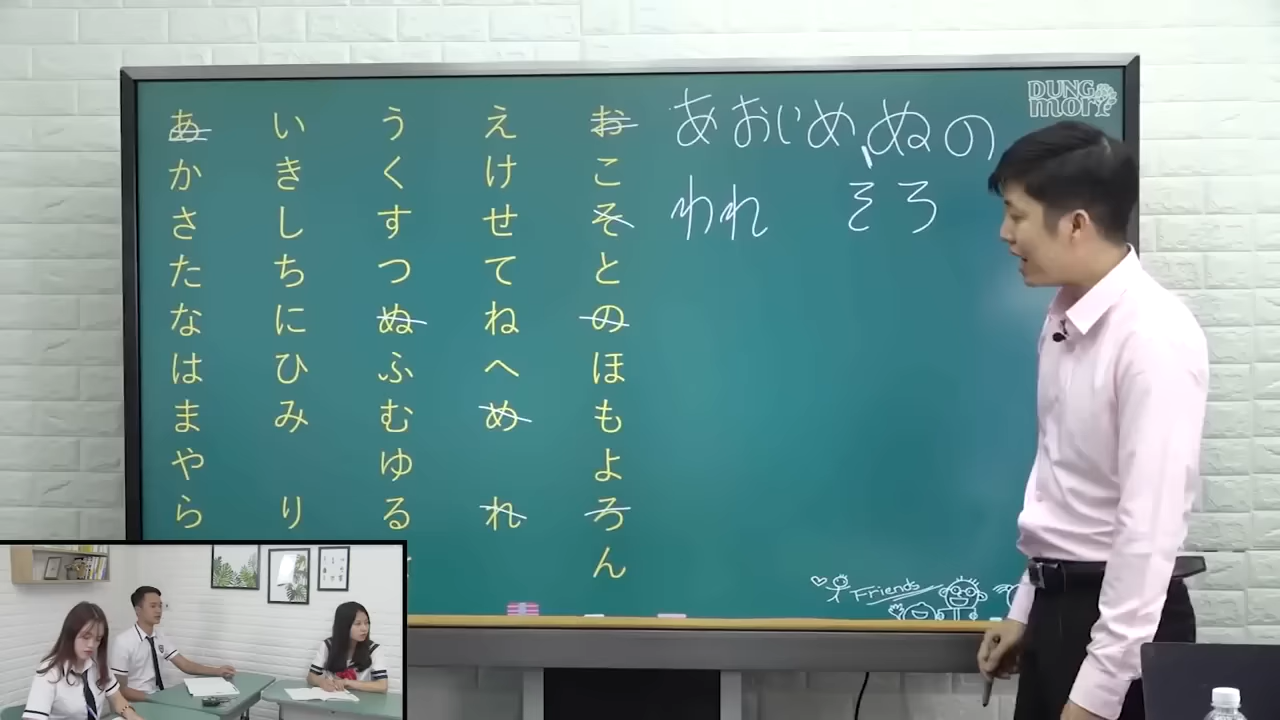 あ い う え お
か き く け こ
さ し す せ そ
た ち つ て と
な に ぬ ね の
は ひ ふ へ ほ
ま み む め も
や ゆ よ
ら り る れ ろ
ん
あおじめ、ぬの
われ そろ
DUNG
mori
Friends